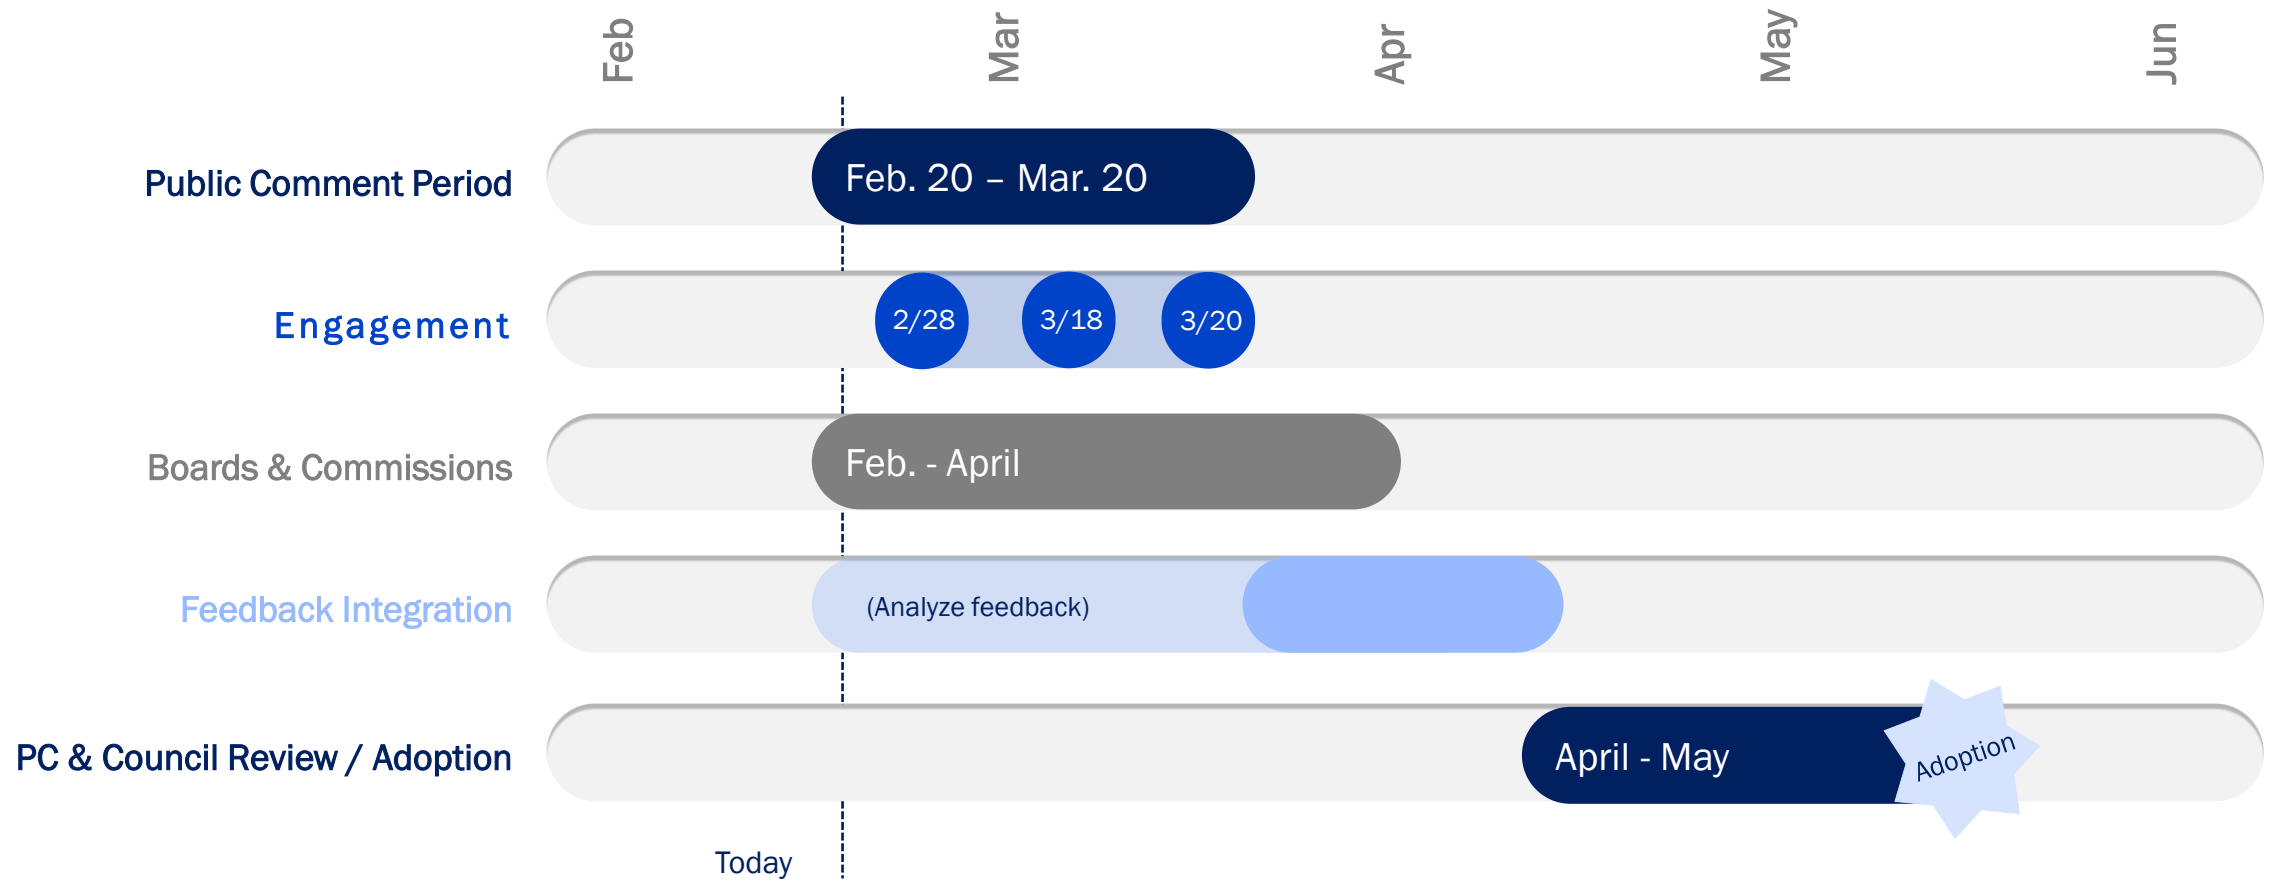 Feb
Mar
Apr
May
Jun
Public Comment Period
Feb. 20 – Mar. 20
Engagement
2/28
3/18
3/20
Boards & Commissions
Feb. - April
Feedback Integration
(Analyze feedback)
PC & Council Review / Adoption
April - May
Adoption
Today